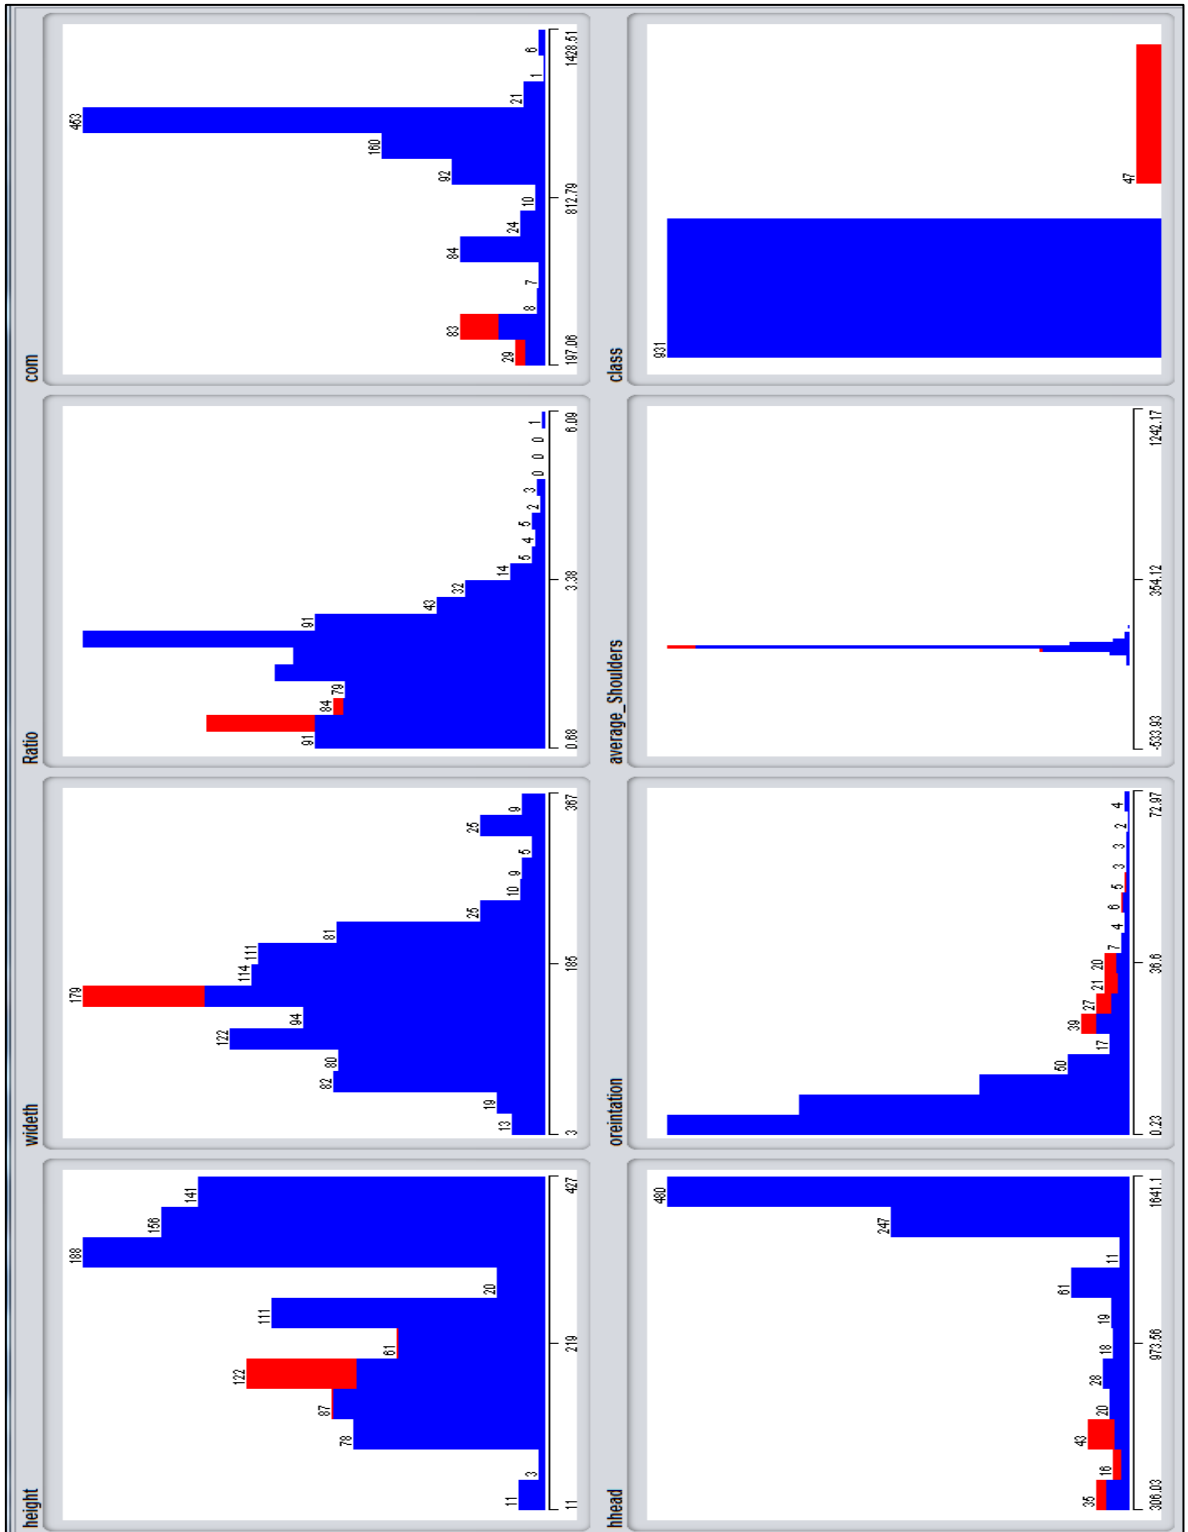 height
11 3 78 87 122 61 111 20 188 156 141
11 219 427
wideth
13 19 82 80 122 94 179 114 111 81 25 10 9 5 25 9
3 185 367
Ratio
91 84 79 91 43 32 14 5 4 5 2 3 0 0 0 1
0.68 3.38 6.09
com
29 83 8 7 84 24 10 92 160 453 21 1 6
197.06 812.79 1428.51
hhead
35 16 43 20 28 18 19 61 11 247 480
306.03 973.56 1641.1
oreintation
50 17 39 27 21 20 7 4 6 5 3 3 2 4
0.23 36.6 72.97
average_Shoulders
-533.93 354.12 1242.17
class
931 47